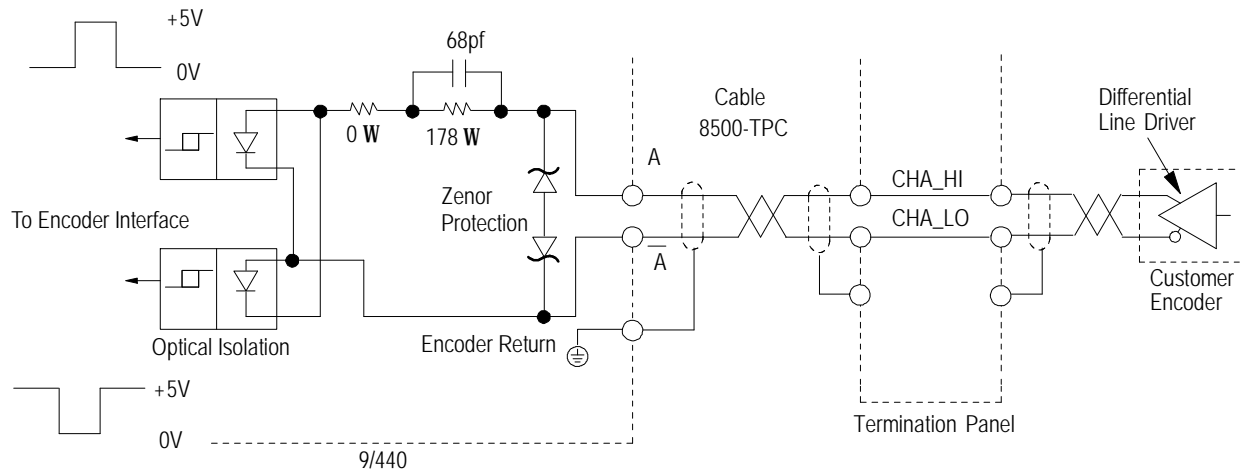 +5V
0V
68pf
0 W
178 W
Cable
8500-TPC
Differential
Line Driver
A
CHA_HI
To Encoder Interface
Zenor
Protection
CHA_LO
A
Customer
Encoder
Optical Isolation
Encoder Return
+5V
0V
Termination Panel
9/440